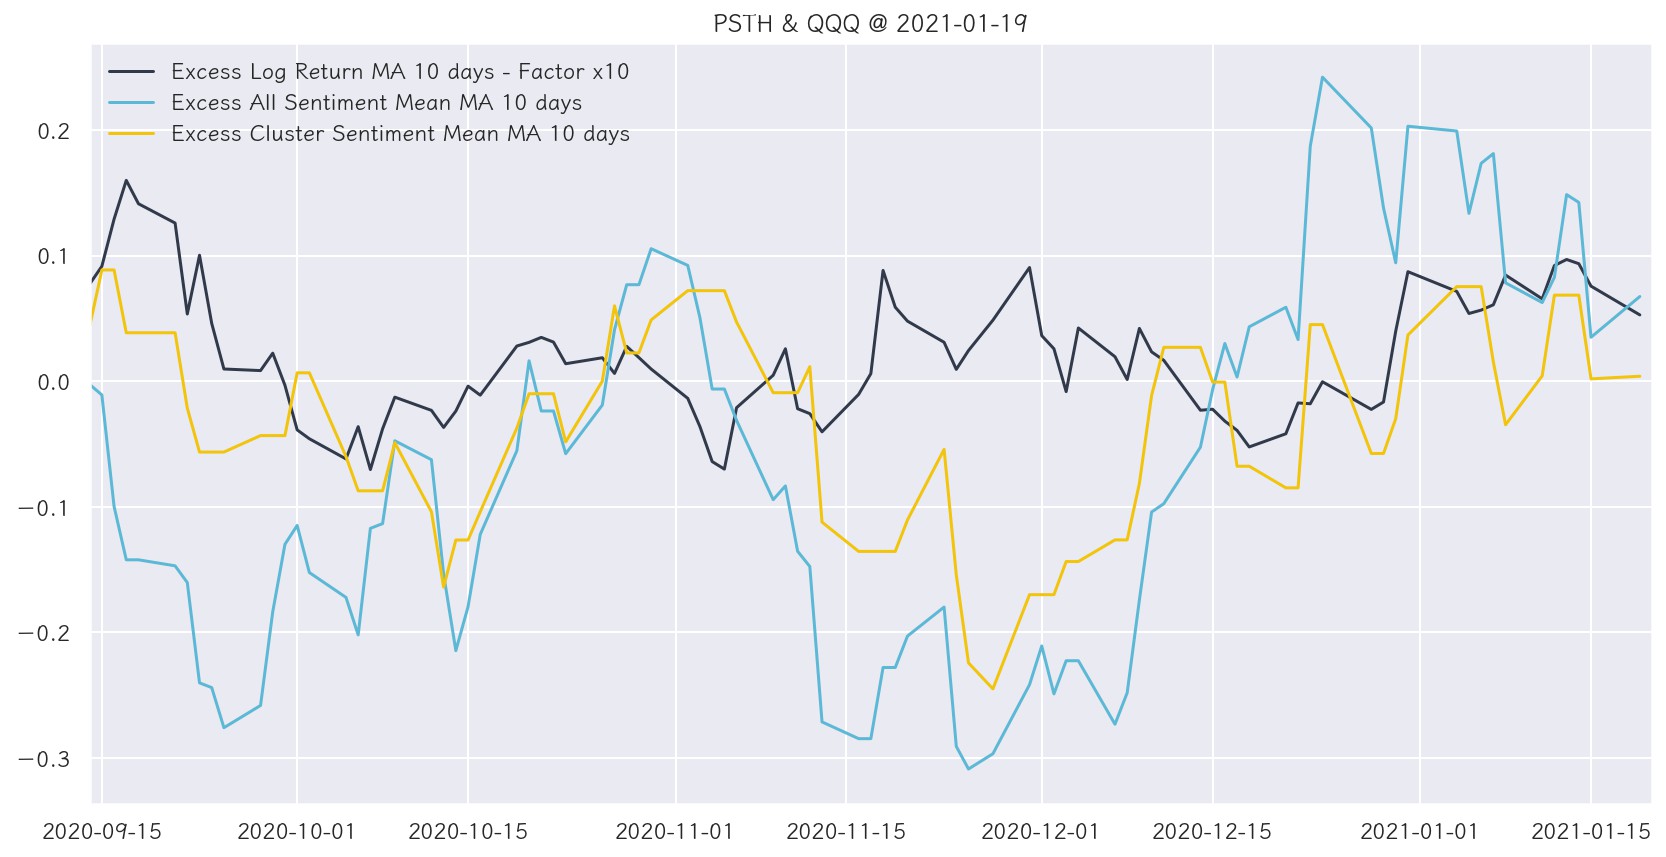 PSTH & QQQ @ 2021-01-19
Excess Log Return MA 10 days - Factor x10
Excess All Sentiment Mean MA 10 days
Excess Cluster Sentiment Mean MA 10 days
0.2
0.1
0.0
−0.1
−0.2
−0.3
2020-09-15 2020-10-01 2020-10-15 2020-11-01 2020-11-15 2020-12-01 2020-12-15 2021-01-01 2021-01-15